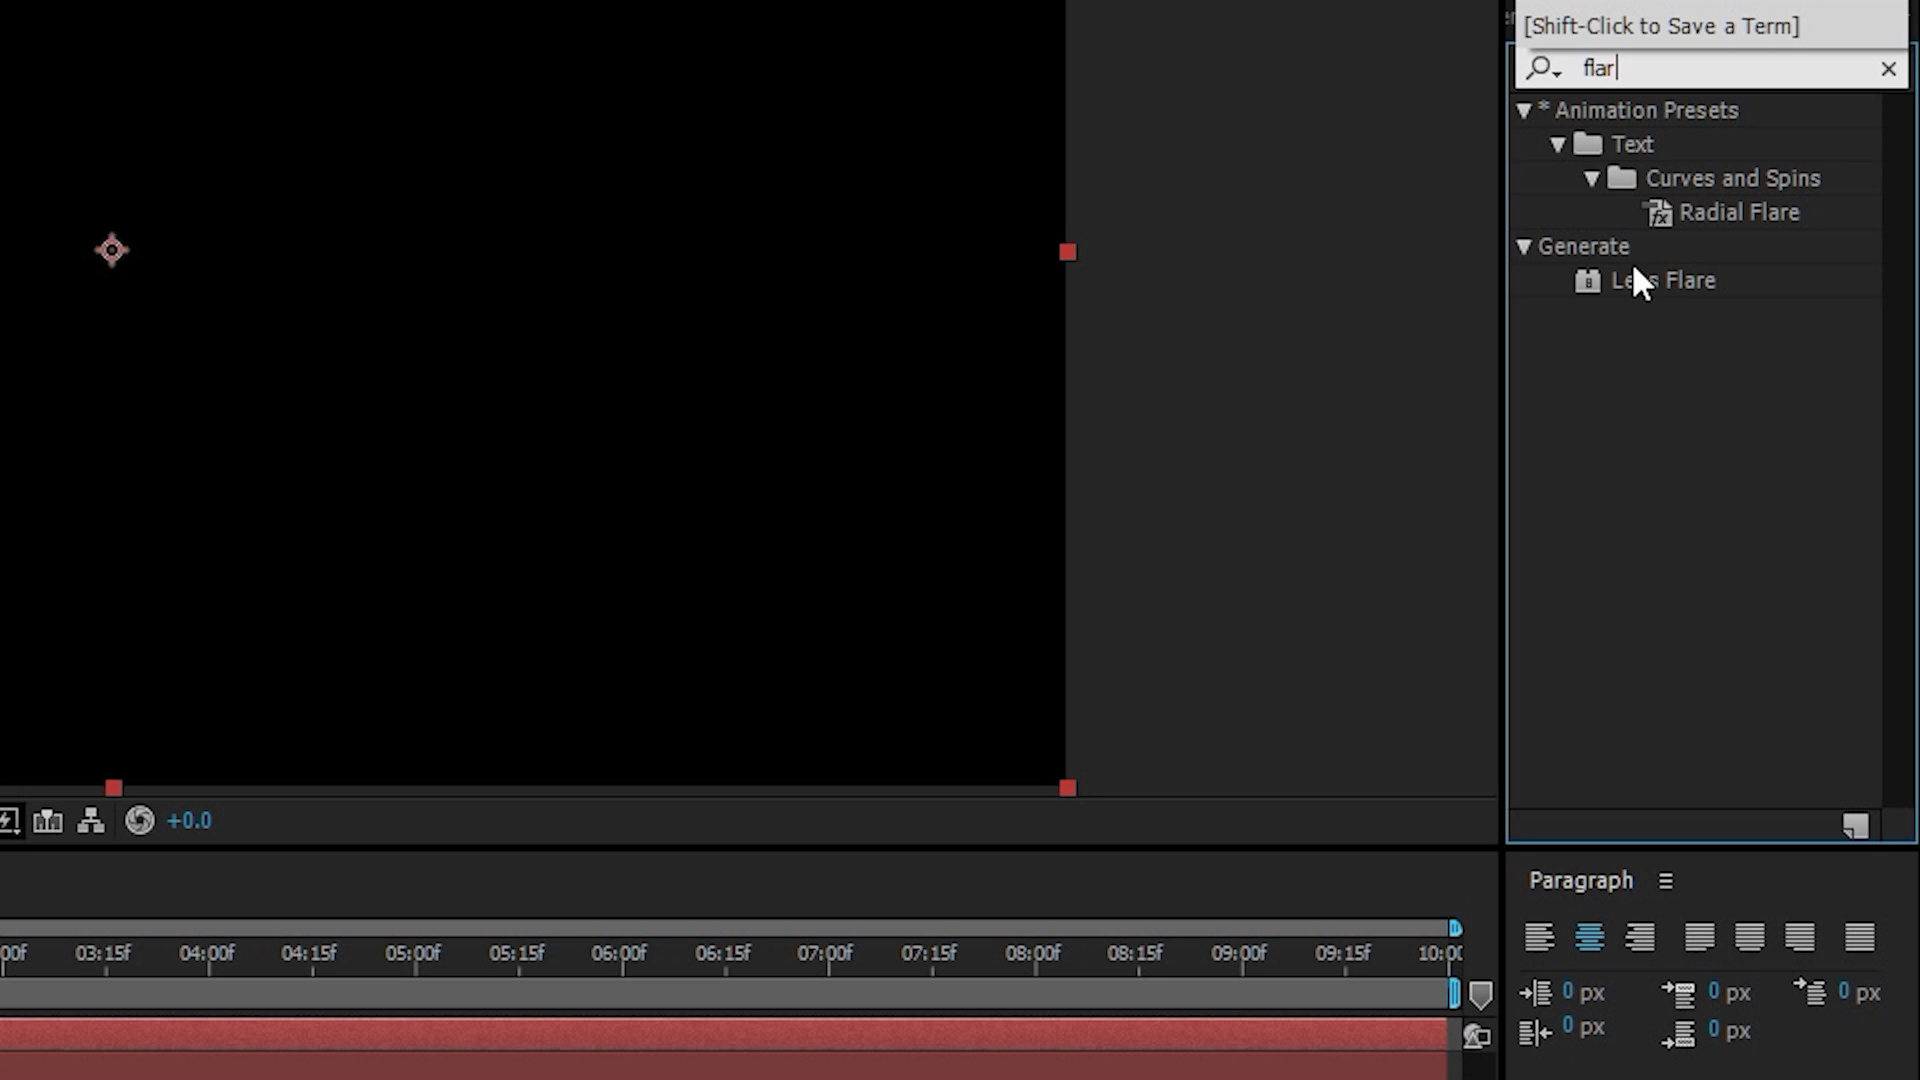 [Shift-Click to Save a Term]
flar
* Animation Presets
Text
Curves and Spins
Radial Flare
Generate
Lens Flare
+0.0
Paragraph
00f 03:15f 04:00f 04:15f 05:00f 05:15f 06:00f 06:15f 07:00f 07:15f 08:00f 08:15f 09:00f 09:15f 10:00
0 px 0 px 0 px
0 px 0 px